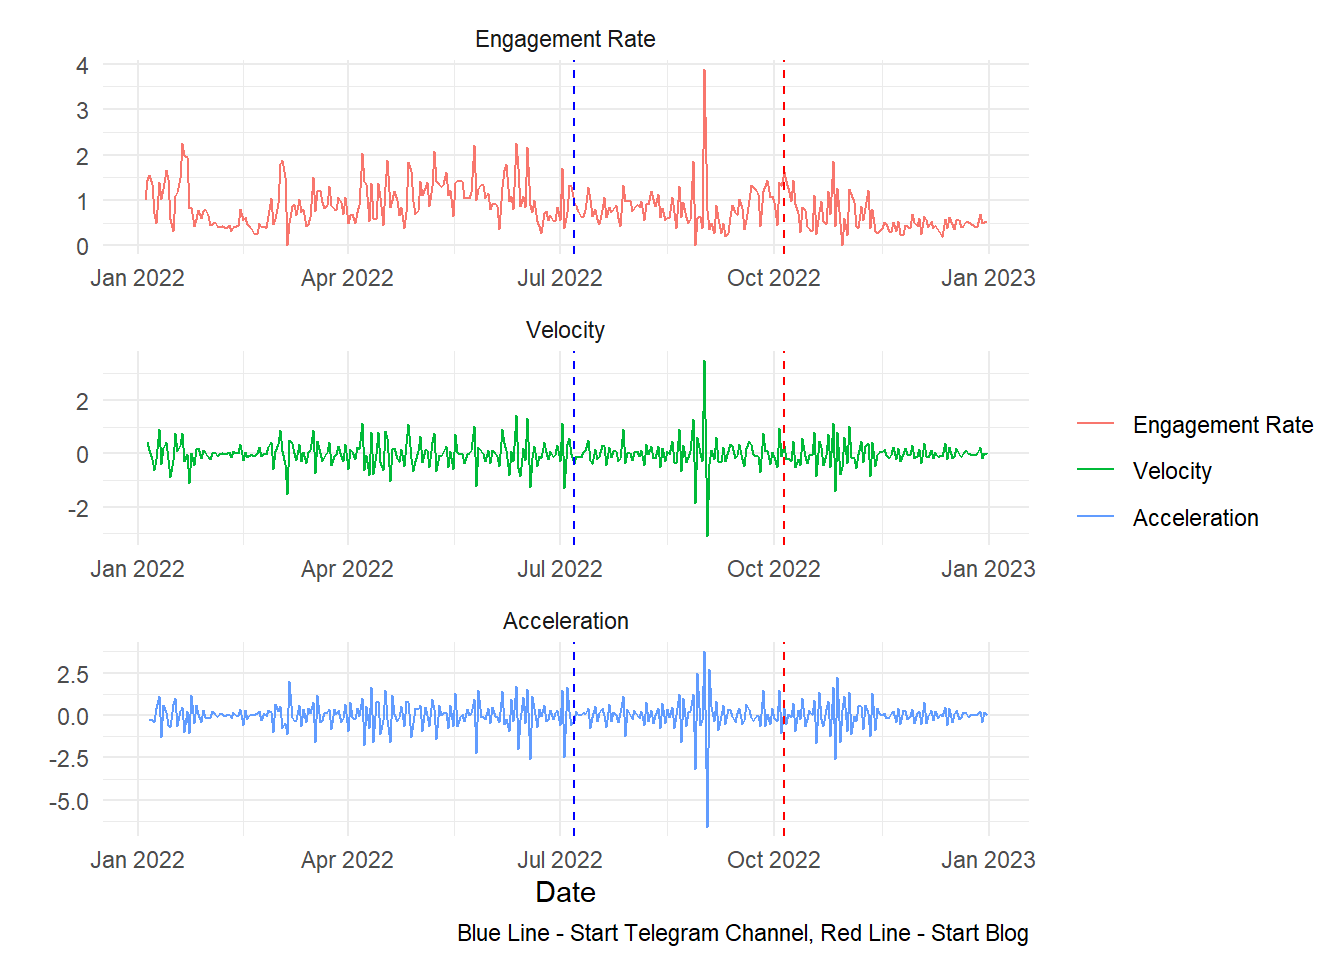 Engagement Rate
4
3
2
1
0
Jan 2022 Apr 2022 Jul 2022 Oct 2022 Jan 2023
Velocity
2
0
-2
Jan 2022 Apr 2022 Jul 2022 Oct 2022 Jan 2023
Engagement Rate
Velocity
Acceleration
Acceleration
2.5
0.0
-2.5
-5.0
Jan 2022 Apr 2022 Jul 2022 Oct 2022 Jan 2023
Date
Blue Line - Start Telegram Channel, Red Line - Start Blog